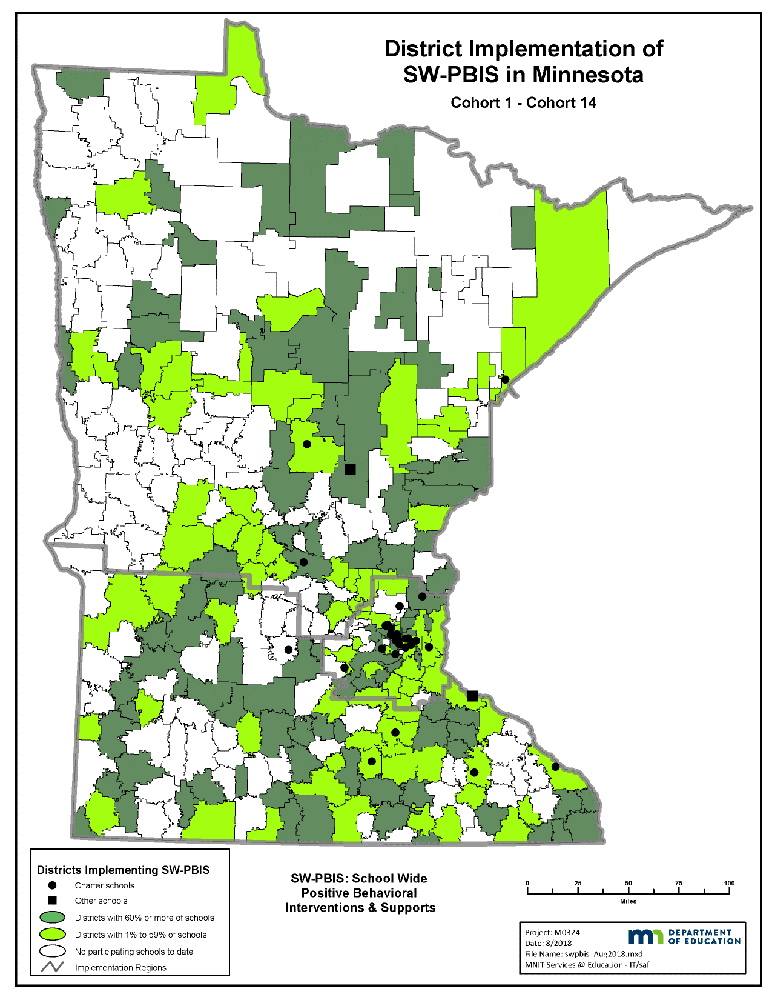 District Implementation of
SW-PBIS in Minnesota
Cohort 1 - Cohort 14
Districts Implementing SW-PBIS
Charter schools
Other schools
Districts with 60% or more of schools
Districts with 1% to 59% of schools
No participating schools to date
Implementation Regions
SW-PBIS: School Wide
Positive Behavioral
Interventions & Supports
0 25 50 75 100
Miles
Project: M0324
Date: 8/2018
File Name: swpbis_Aug2018.mxd
MNIT Services @ Education - IT/saf
mn DEPARTMENT
OF EDUCATION